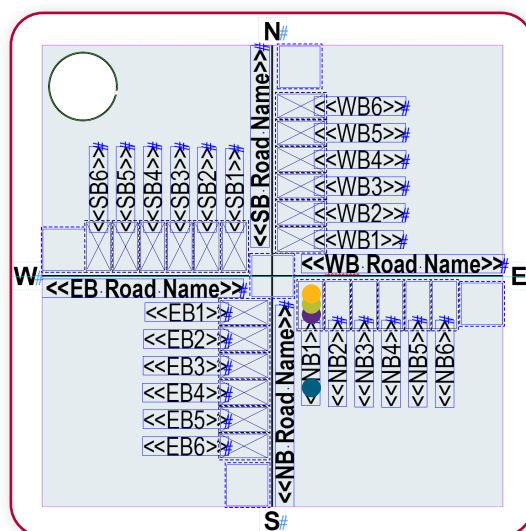 N#
<<SB Road Name>>#
<<WB6>>#
<<WB5>>#
<<WB4>>#
<<WB3>>#
<<WB2>>#
<<WB1>>#
<<SB6>>#
<<SB5>>#
<<SB4>>#
<<SB3>>#
<<SB2>>#
<<SB1>>#
<<WB Road Name>>#
W#
E#
<<EB Road Name>>#
<<EB1>>#
<<EB2>>#
<<EB3>>#
<<EB4>>#
<<EB5>>#
<<EB6>>#
<<NB Road Name>>#
<<NB1>>#
<<NB2>>#
<<NB3>>#
<<NB4>>#
<<NB5>>#
<<NB6>>#
S#